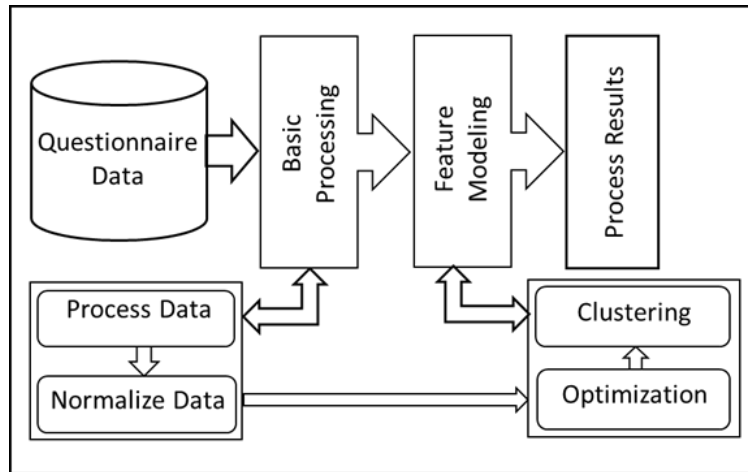 Questionnaire
Data
Basic
Processing
Feature
Modeling
Process Results
Process Data
Normalize Data
Clustering
Optimization